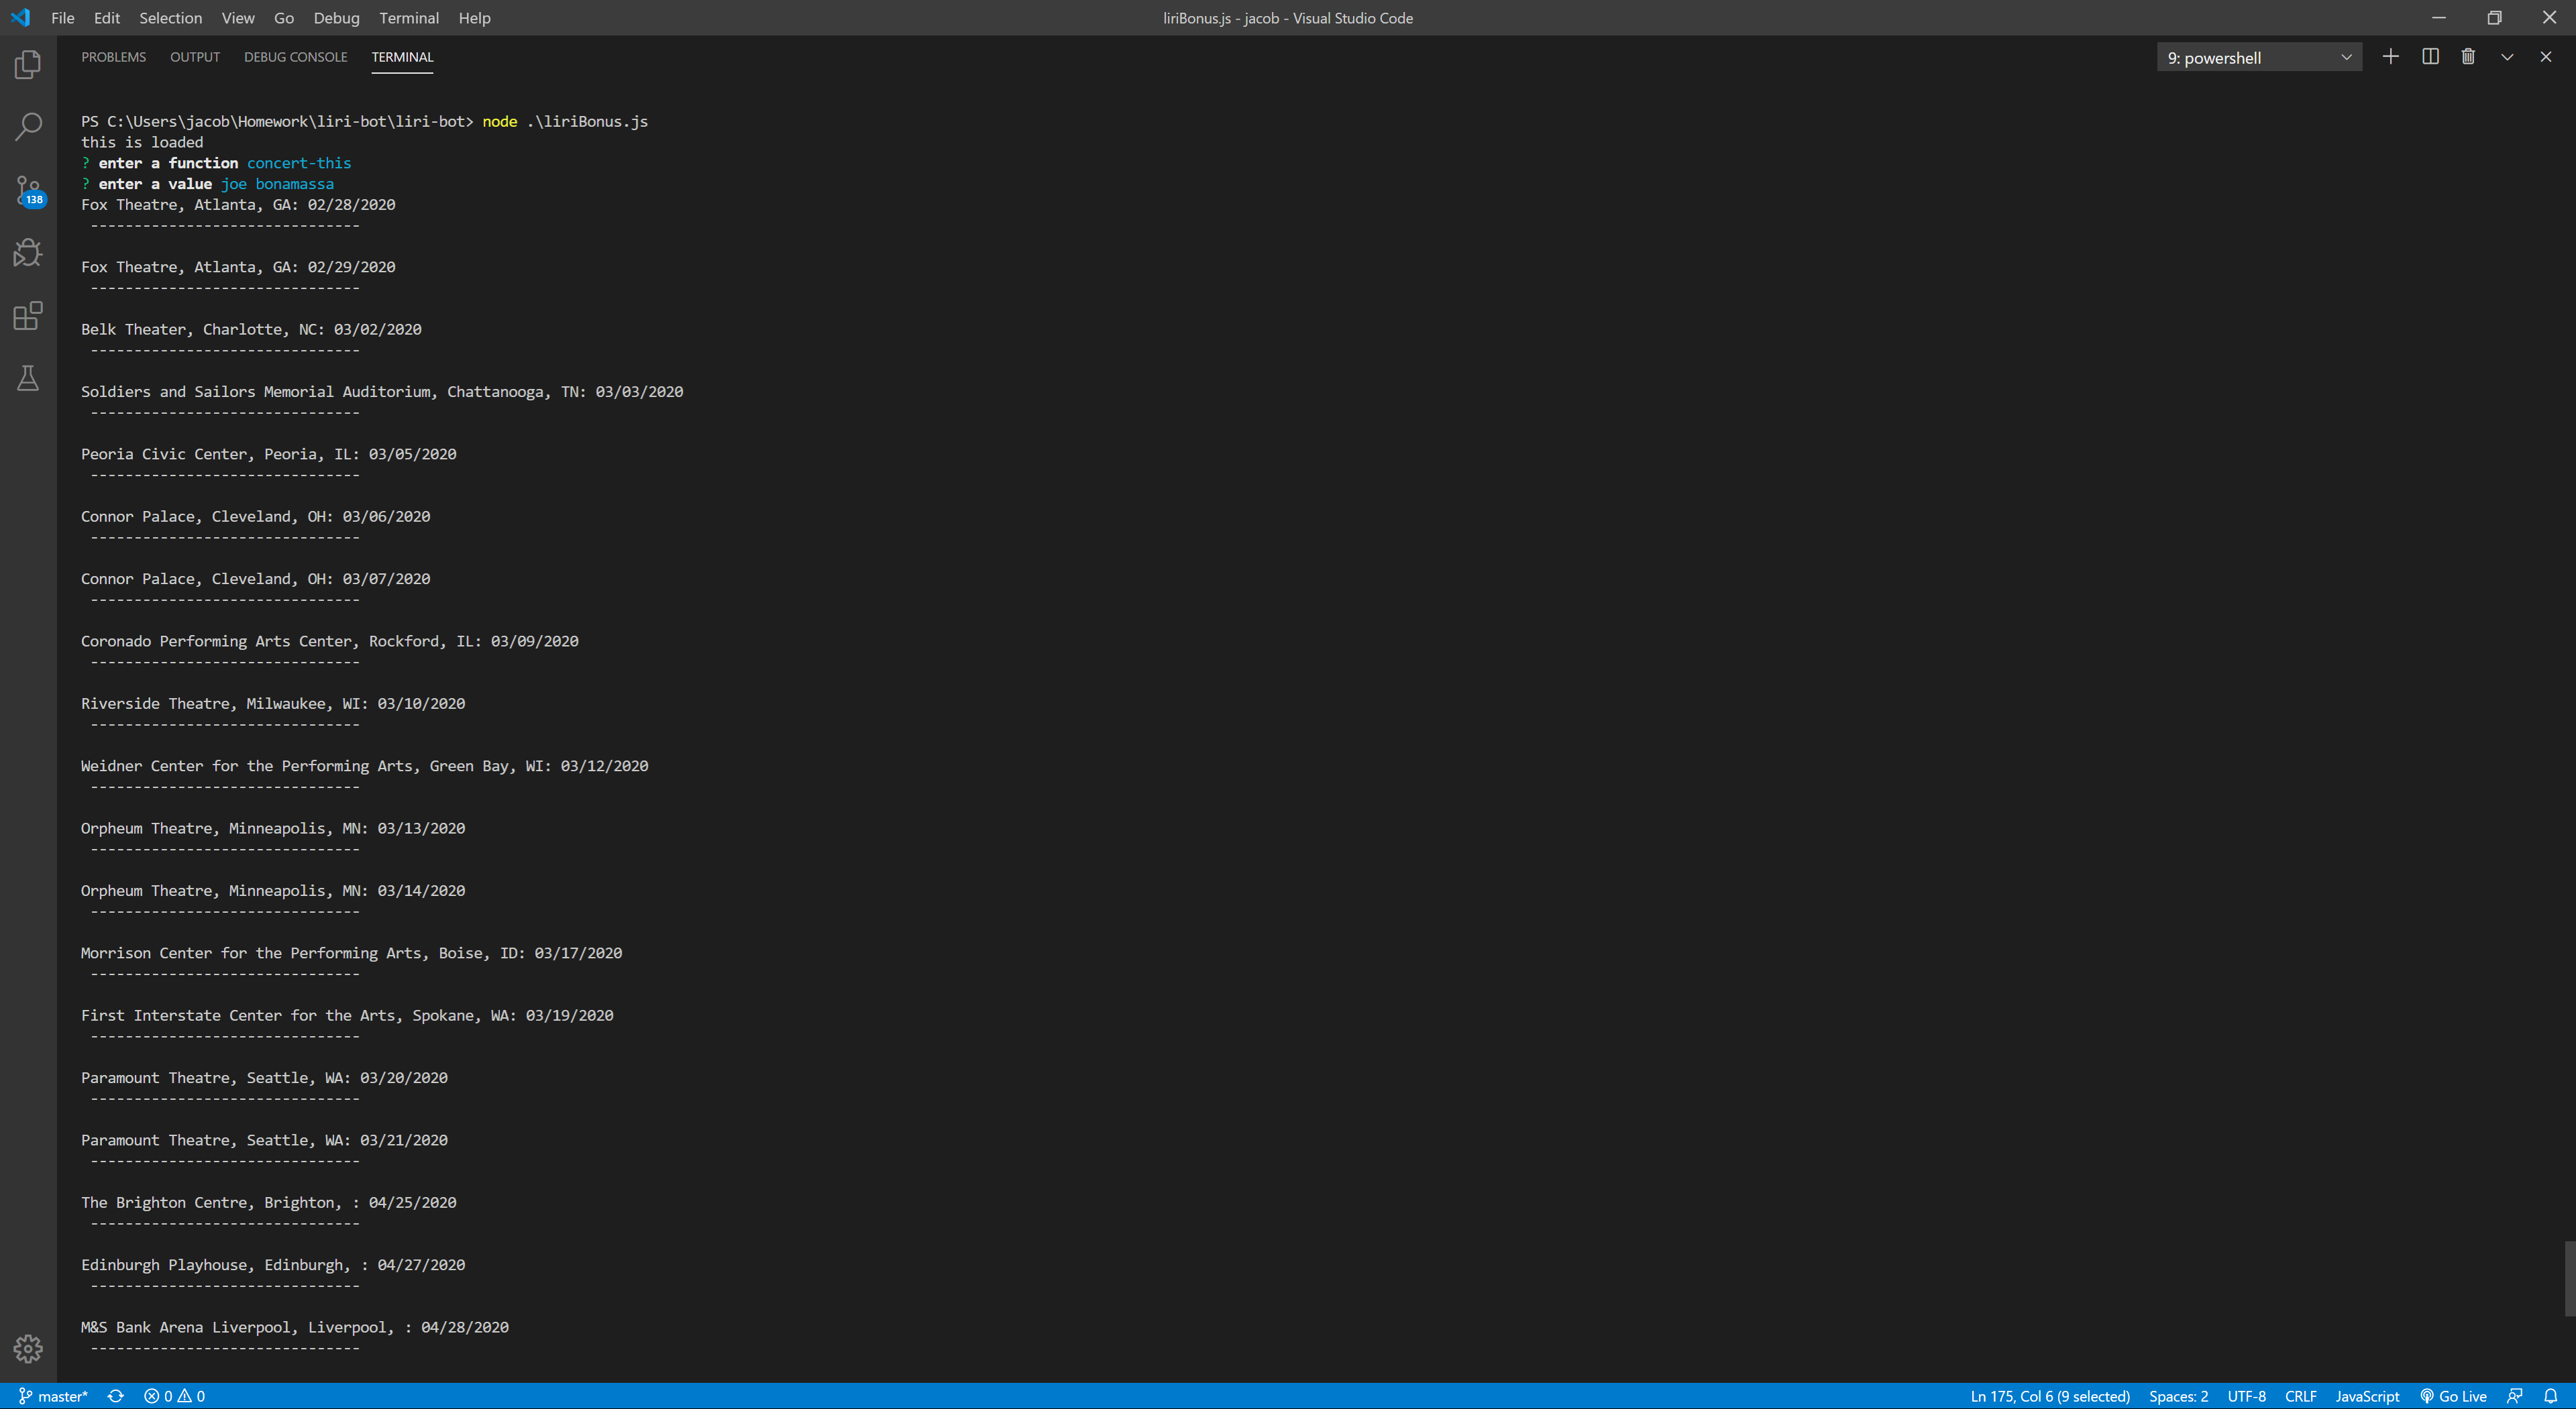 File Edit Selection View Go Debug Terminal Help
liriBonus.js - jacob - Visual Studio Code
PROBLEMS OUTPUT DEBUG CONSOLE TERMINAL
9: powershell
138
PS C:\Users\jacob\Homework\liri-bot\liri-bot> node .\liriBonus.js
this is loaded
? enter a function concert-this
? enter a value joe bonamassa
Fox Theatre, Atlanta, GA: 02/28/2020
-------------------------------
Fox Theatre, Atlanta, GA: 02/29/2020
-------------------------------
Belk Theater, Charlotte, NC: 03/02/2020
-------------------------------
Soldiers and Sailors Memorial Auditorium, Chattanooga, TN: 03/03/2020
-------------------------------
Peoria Civic Center, Peoria, IL: 03/05/2020
-------------------------------
Connor Palace, Cleveland, OH: 03/06/2020
-------------------------------
Connor Palace, Cleveland, OH: 03/07/2020
-------------------------------
Coronado Performing Arts Center, Rockford, IL: 03/09/2020
-------------------------------
Riverside Theatre, Milwaukee, WI: 03/10/2020
-------------------------------
Weidner Center for the Performing Arts, Green Bay, WI: 03/12/2020
-------------------------------
Orpheum Theatre, Minneapolis, MN: 03/13/2020
-------------------------------
Orpheum Theatre, Minneapolis, MN: 03/14/2020
-------------------------------
Morrison Center for the Performing Arts, Boise, ID: 03/17/2020
-------------------------------
First Interstate Center for the Arts, Spokane, WA: 03/19/2020
-------------------------------
Paramount Theatre, Seattle, WA: 03/20/2020
-------------------------------
Paramount Theatre, Seattle, WA: 03/21/2020
-------------------------------
The Brighton Centre, Brighton, : 04/25/2020
-------------------------------
Edinburgh Playhouse, Edinburgh, : 04/27/2020
-------------------------------
M&S Bank Arena Liverpool, Liverpool, : 04/28/2020
-------------------------------
master* 0 0 Ln 175, Col 6 (9 selected) Spaces: 2 UTF-8 CRLF JavaScript Go Live